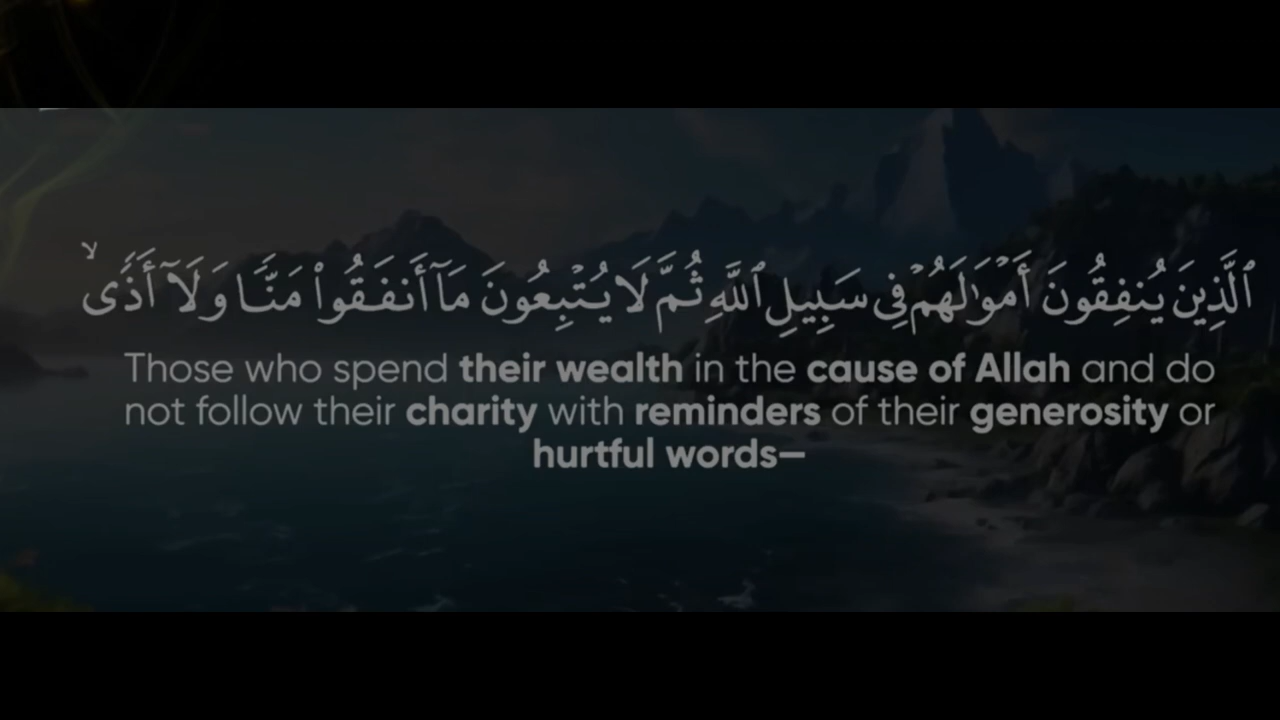 ٱلَّذِينَ يُنفِقُونَ أَمْوَٰلَهُمْ فِى سَبِيلِ ٱللَّهِ ثُمَّ لَا يُتْبِعُونَ مَآ أَنفَقُوا۟ مَنًّا وَلَآ أَذًى ۙ
Those who spend their wealth in the cause of Allah and do
not follow their charity with reminders of their generosity or
hurtful words—